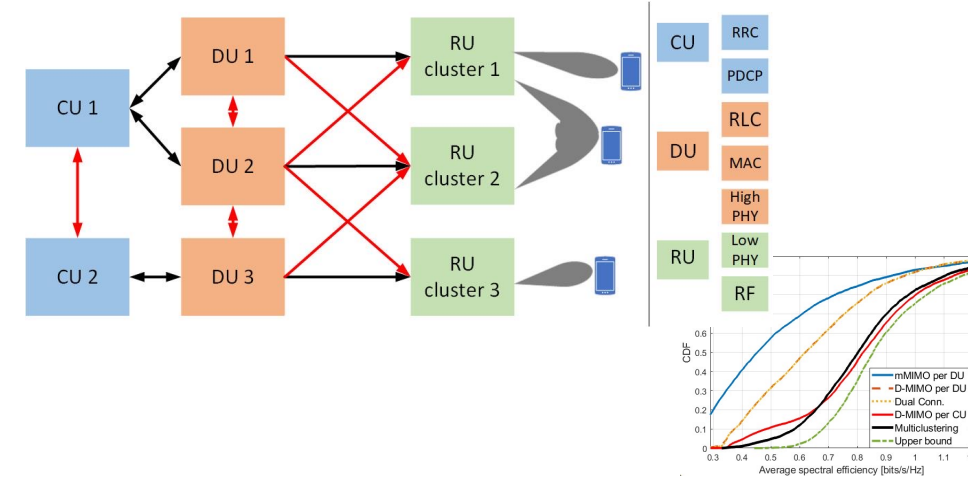 DU 1
RU
cluster 1
CU 1
DU 2
RU
cluster 2
CU 2
DU 3
RU
cluster 3
CU
RRC
PDCP
DU
RLC
MAC
High
PHY
RU
Low
PHY
RF
CDF
0.6
0.5
0.4
0.3
0.2
0.1
0
0.3 0.4 0.5 0.6 0.7 0.8 0.9 1 1.1
Average spectral efficiency [bits/s/Hz]
mMIMO per DU
D-MIMO per DU
Dual Conn.
D-MIMO per CU
Multiclustering
Upper bound